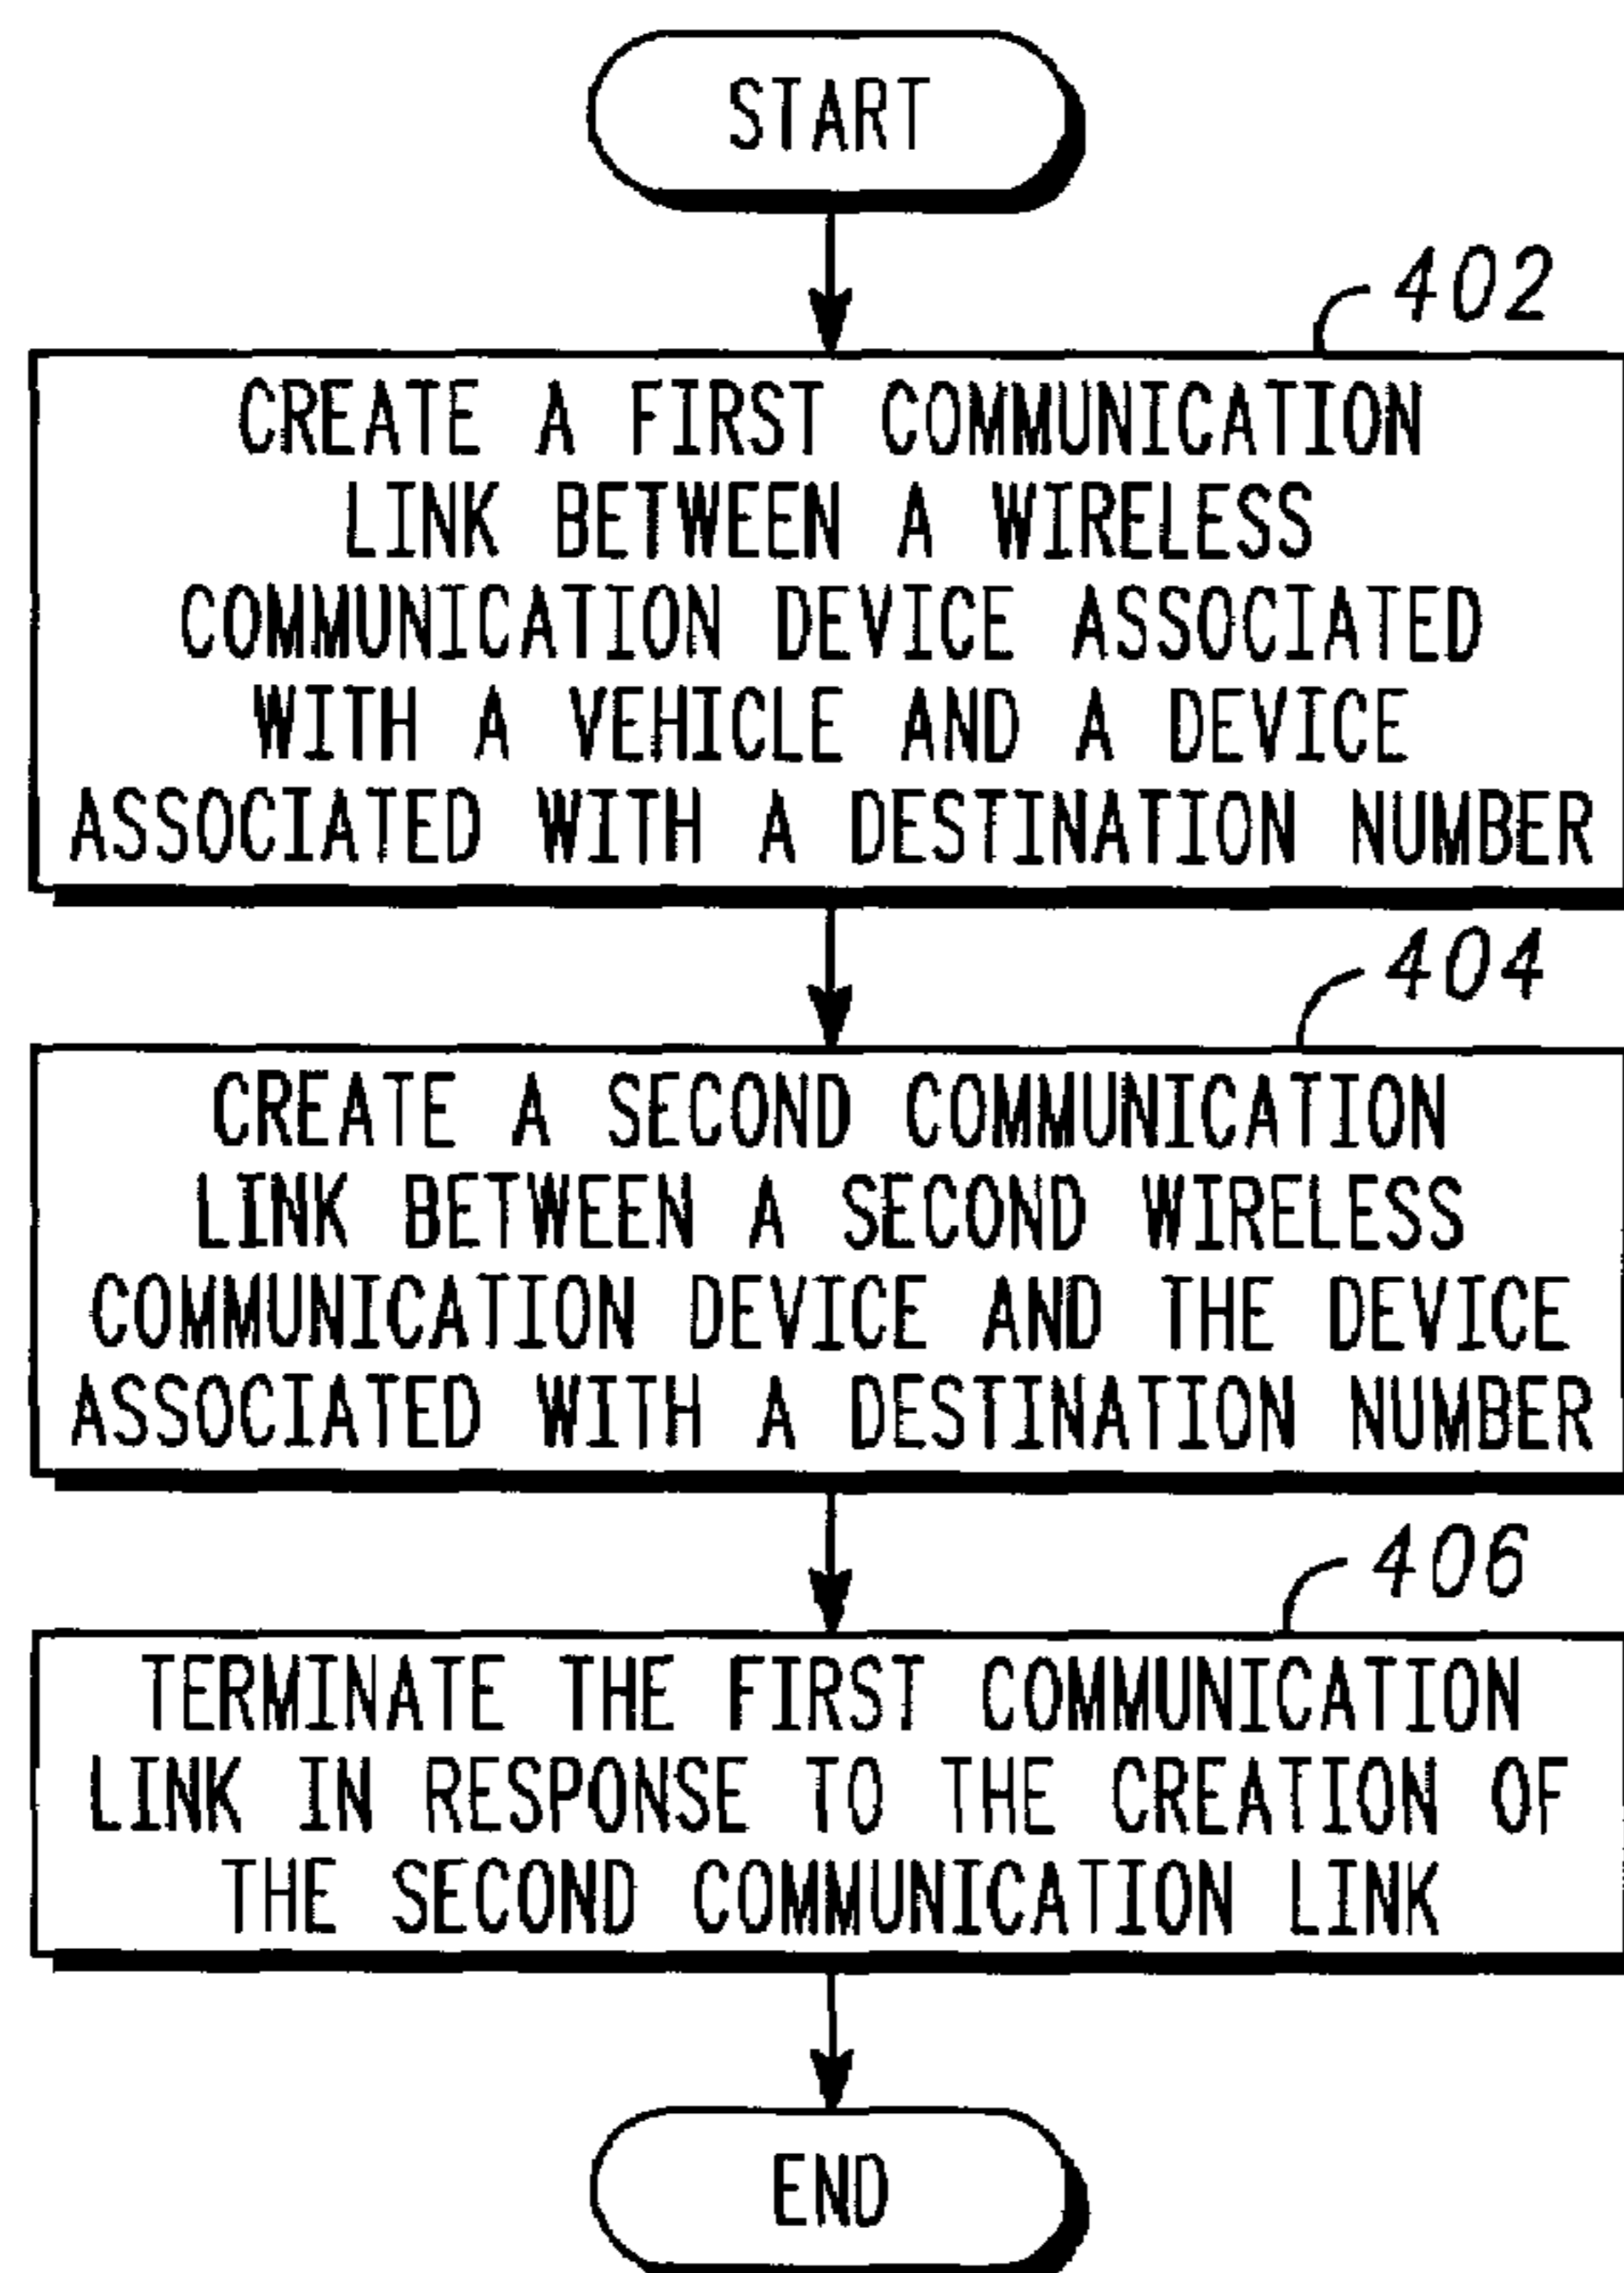 START
402
CREATE A FIRST COMMUNICATION
LINK BETWEEN A WIRELESS
COMMUNICATION DEVICE ASSOCIATED
WITH A VEHICLE AND A DEVICE
ASSOCIATED WITH A DESTINATION NUMBER
404
CREATE A SECOND COMMUNICATION
LINK BETWEEN A SECOND WIRELESS
COMMUNICATION DEVICE AND THE DEVICE
ASSOCIATED WITH A DESTINATION NUMBER
406
TERMINATE THE FIRST COMMUNICATION
LINK IN RESPONSE TO THE CREATION OF
THE SECOND COMMUNICATION LINK
END